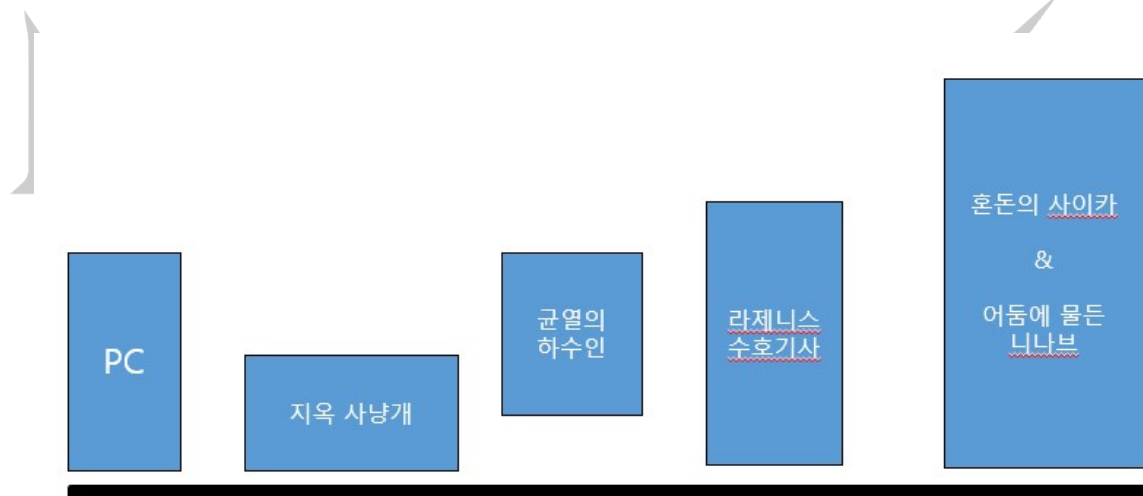 PC
지옥 사냥개
균열의
하수인
라제니스
수호기사
혼돈의 사이카
&
어둠에 물든
니나브